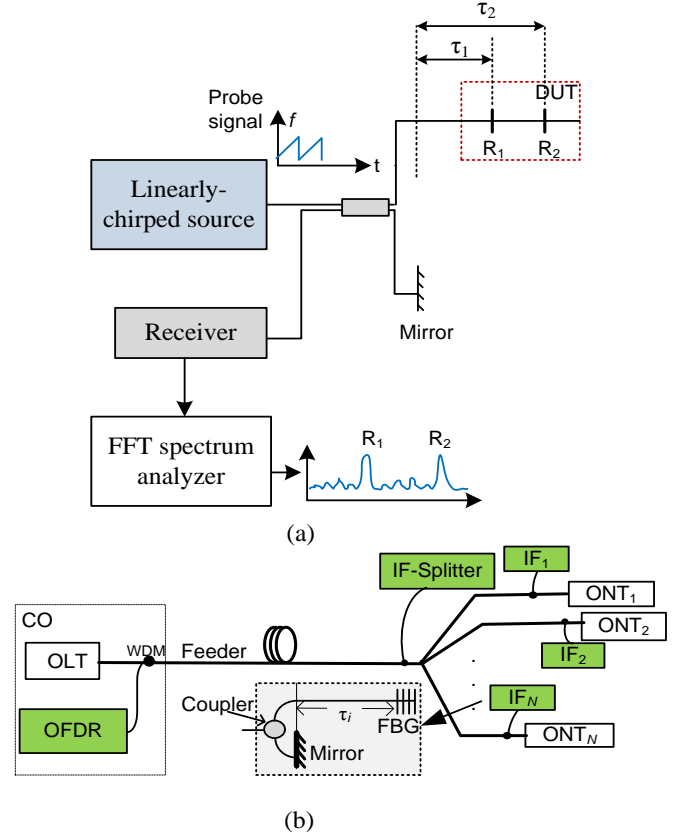 τ2
τ1
Probe
signal
f
t
DUT
R1
R2
Linearly-
chirped source
Mirror
Receiver
FFT spectrum
analyzer
R1
R2
(a)
IF-Splitter
IF1
ONT1
CO
OLT
WDM
Feeder
ONT2
IF2
OFDR
Coupler
τi
FBG
Mirror
IFN
ONTN
(b)